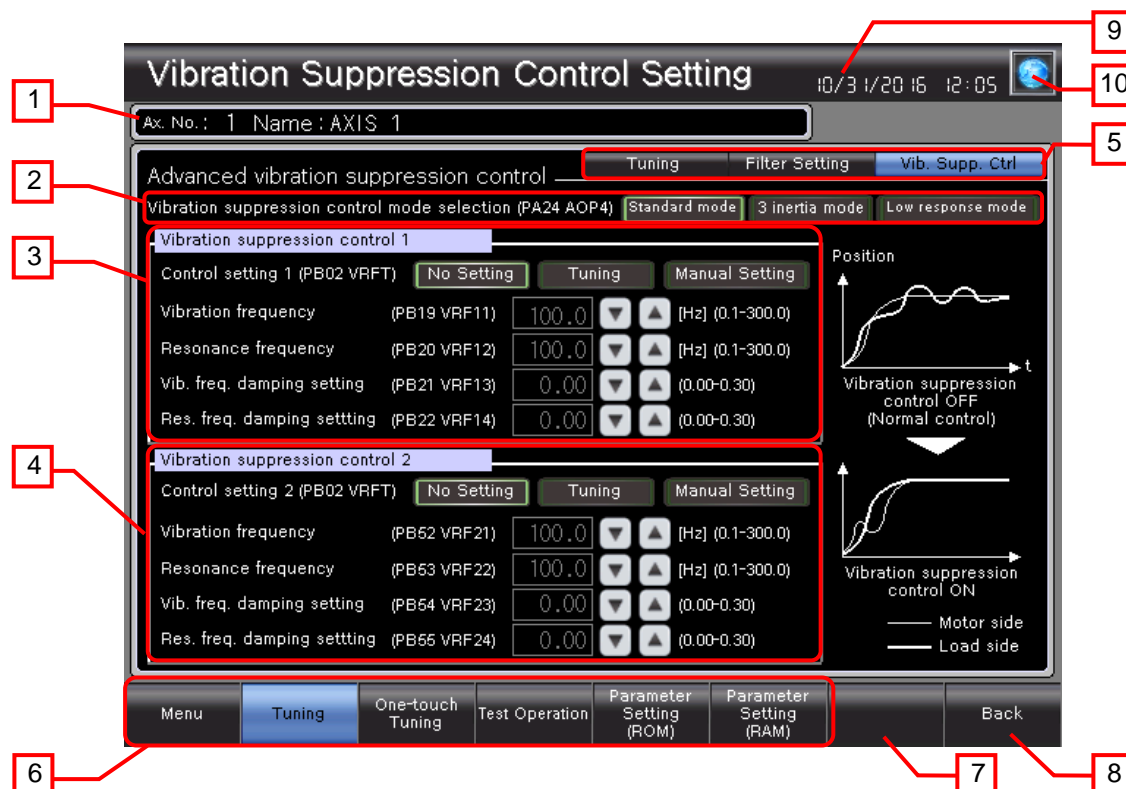 9
Vibration Suppression Control Setting
10/31/2016 12:05
10
1
Ax. No.: 1 Name : AXIS 1
5
Tuning Filter Setting Vib. Supp. Ctrl
Advanced vibration suppression control
2
Vibration suppression control mode selection (PA24 AOP4) Standard mode 3 inertia mode Low response mode
3
Vibration suppression control 1
Control setting 1 (PB02 VRFT) No Setting Tuning Manual Setting
Vibration frequency (PB19 VRF11) 100.0 ▼ ▲ [Hz] (0.1-300.0)
Resonance frequency (PB20 VRF12) 100.0 ▼ ▲ [Hz] (0.1-300.0)
Vib. freq. damping setting (PB21 VRF13) 0.00 ▼ ▲ (0.00-0.30)
Res. freq. damping settting (PB22 VRF14) 0.00 ▼ ▲ (0.00-0.30)
Position
t
Vibration suppression
control OFF
(Normal control)
4
Vibration suppression control 2
Control setting 2 (PB02 VRFT) No Setting Tuning Manual Setting
Vibration frequency (PB52 VRF21) 100.0 ▼ ▲ [Hz] (0.1-300.0)
Resonance frequency (PB53 VRF22) 100.0 ▼ ▲ [Hz] (0.1-300.0)
Vib. freq. damping setting (PB54 VRF23) 0.00 ▼ ▲ (0.00-0.30)
Res. freq. damping settting (PB55 VRF24) 0.00 ▼ ▲ (0.00-0.30)
Vibration suppression
control ON
Motor side
Load side
Menu
Tuning
One-touch
Tuning
Test Operation
Parameter
Setting
(ROM)
Parameter
Setting
(RAM)
Back
6
7
8